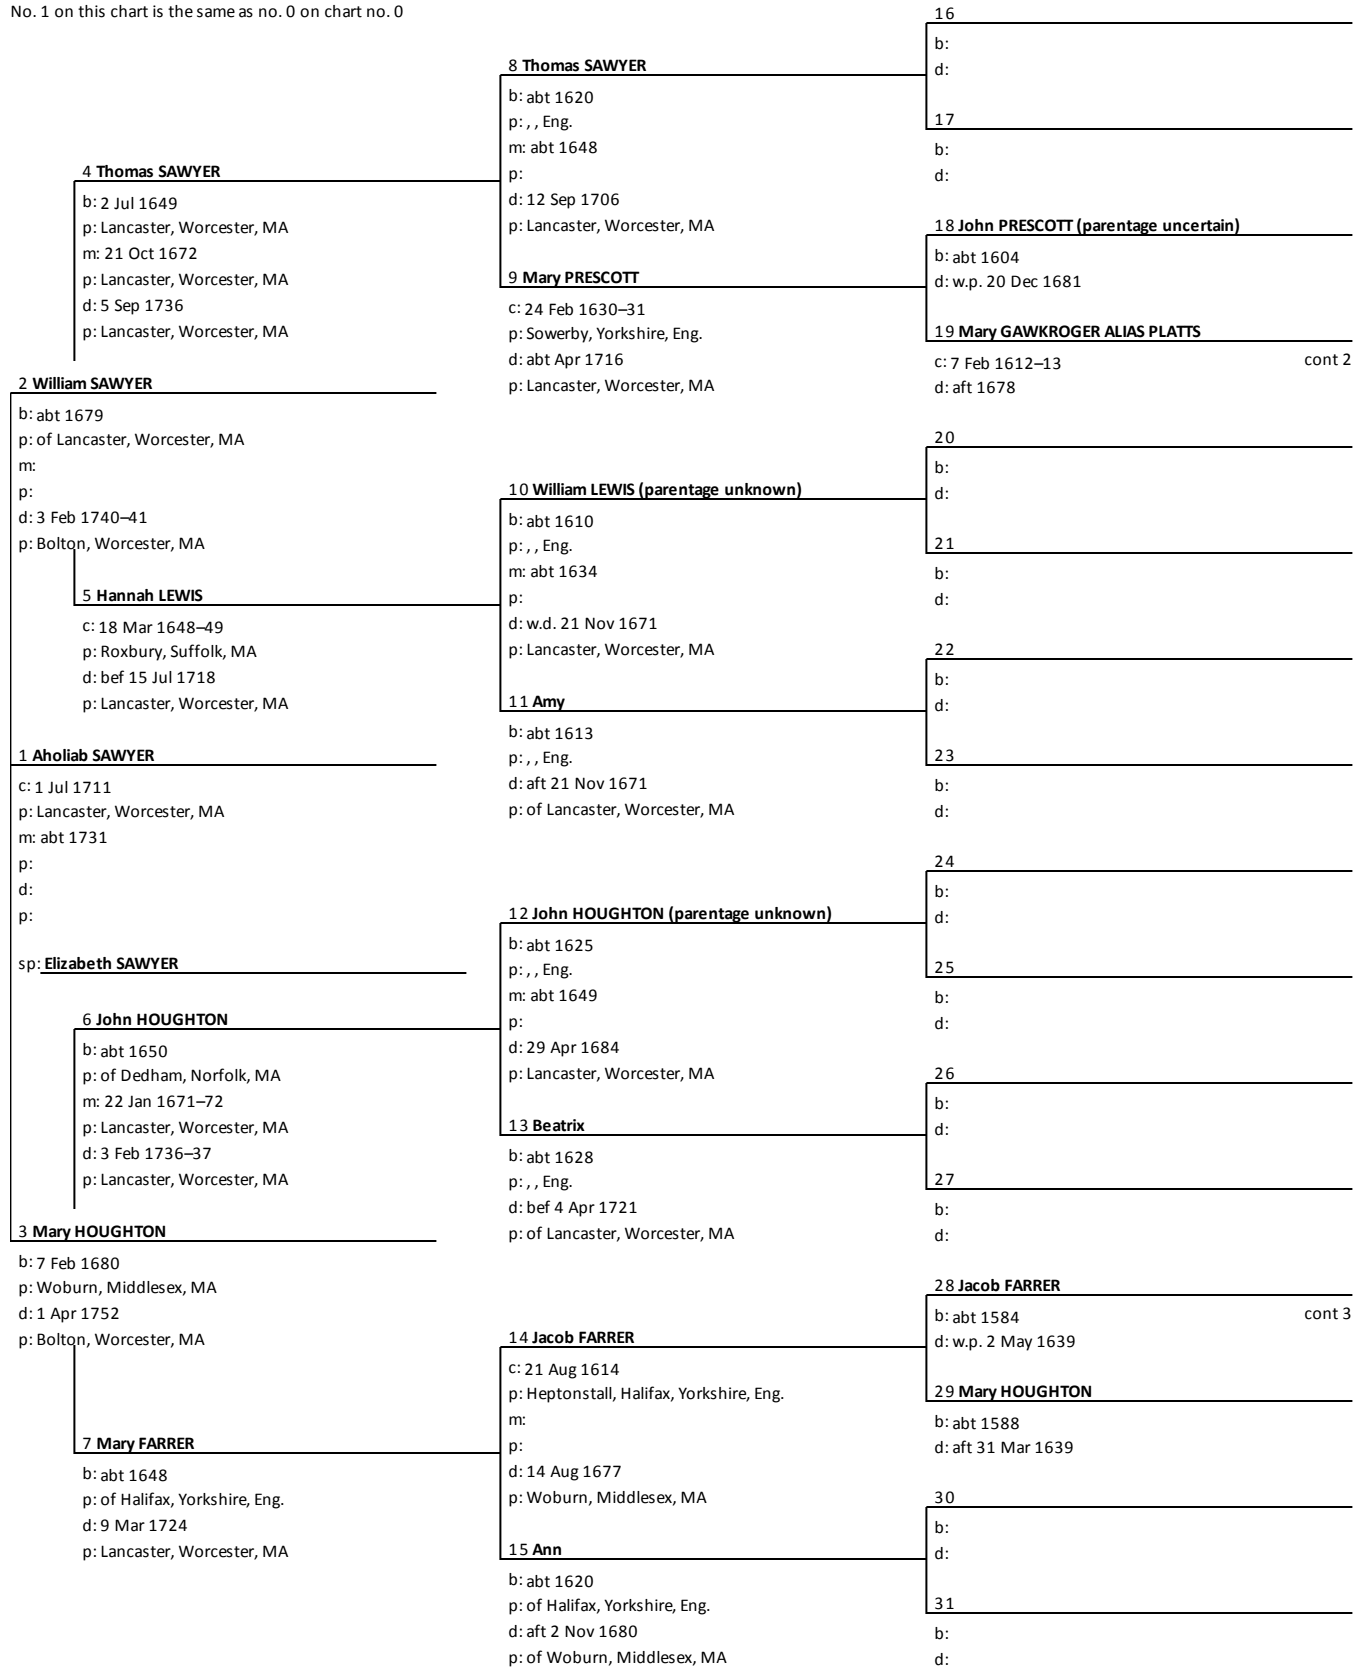 No. 1 on this chart is the same as no. 0 on chart no. 0
16
b:
d:
8 Thomas SAWYER
b: abt 1620
p: , , Eng.
m: abt 1648
p:
d: 12 Sep 1706
p: Lancaster, Worcester, MA
17
b:
d:
4 Thomas SAWYER
b: 2 Jul 1649
p: Lancaster, Worcester, MA
m: 21 Oct 1672
p: Lancaster, Worcester, MA
d: 5 Sep 1736
p: Lancaster, Worcester, MA
18 John PRESCOTT (parentage uncertain)
b: abt 1604
d: w.p. 20 Dec 1681
9 Mary PRESCOTT
c: 24 Feb 1630–31
p: Sowerby, Yorkshire, Eng.
d: abt Apr 1716
p: Lancaster, Worcester, MA
19 Mary GAWKROGER ALIAS PLATTS
c: 7 Feb 1612–13 cont 2
d: aft 1678
2 William SAWYER
b: abt 1679
p: of Lancaster, Worcester, MA
m:
p:
d: 3 Feb 1740–41
p: Bolton, Worcester, MA
20
b:
d:
10 William LEWIS (parentage unknown)
b: abt 1610
p: , , Eng.
m: abt 1634
p:
d: w.d. 21 Nov 1671
p: Lancaster, Worcester, MA
21
b:
d:
5 Hannah LEWIS
c: 18 Mar 1648–49
p: Roxbury, Suffolk, MA
d: bef 15 Jul 1718
p: Lancaster, Worcester, MA
22
b:
d:
11 Amy
b: abt 1613
p: , , Eng.
d: aft 21 Nov 1671
p: of Lancaster, Worcester, MA
23
b:
d:
1 Aholiab SAWYER
c: 1 Jul 1711
p: Lancaster, Worcester, MA
m: abt 1731
p:
d:
p:
sp: Elizabeth SAWYER
24
b:
d:
12 John HOUGHTON (parentage unknown)
b: abt 1625
p: , , Eng.
m: abt 1649
p:
d: 29 Apr 1684
p: Lancaster, Worcester, MA
25
b:
d:
6 John HOUGHTON
b: abt 1650
p: of Dedham, Norfolk, MA
m: 22 Jan 1671–72
p: Lancaster, Worcester, MA
d: 3 Feb 1736–37
p: Lancaster, Worcester, MA
26
b:
d:
13 Beatrix
b: abt 1628
p: , , Eng.
d: bef 4 Apr 1721
p: of Lancaster, Worcester, MA
27
b:
d:
3 Mary HOUGHTON
b: 7 Feb 1680
p: Woburn, Middlesex, MA
d: 1 Apr 1752
p: Bolton, Worcester, MA
28 Jacob FARRER
b: abt 1584 cont 3
d: w.p. 2 May 1639
14 Jacob FARRER
c: 21 Aug 1614
p: Heptonstall, Halifax, Yorkshire, Eng.
m:
p:
d: 14 Aug 1677
p: Woburn, Middlesex, MA
29 Mary HOUGHTON
b: abt 1588
d: aft 31 Mar 1639
7 Mary FARRER
b: abt 1648
p: of Halifax, Yorkshire, Eng.
d: 9 Mar 1724
p: Lancaster, Worcester, MA
30
b:
d:
15 Ann
b: abt 1620
p: of Halifax, Yorkshire, Eng.
d: aft 2 Nov 1680
p: of Woburn, Middlesex, MA
31
b:
d: